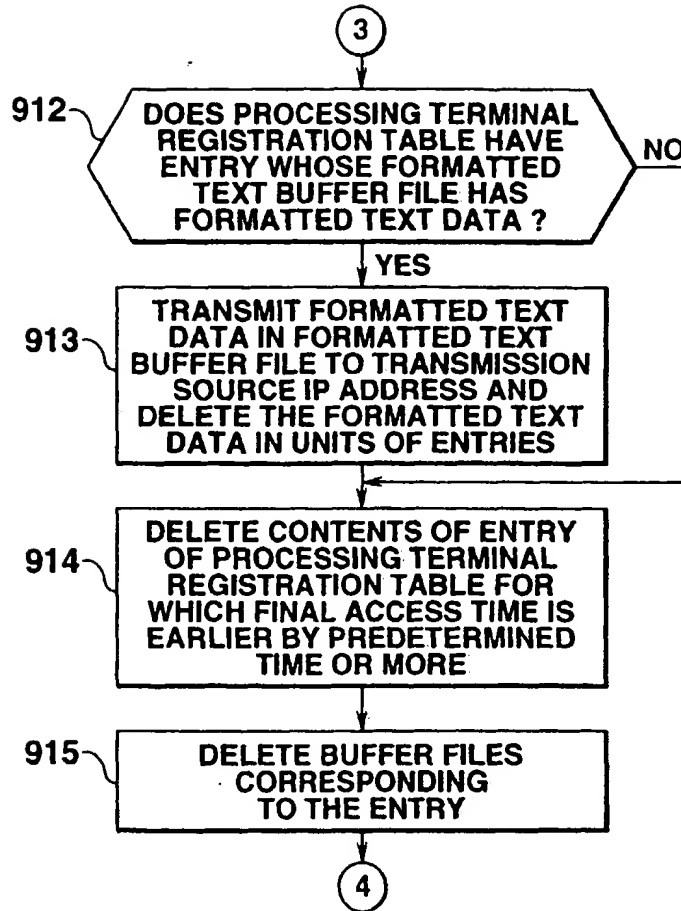 3
912
DOES PROCESSING TERMINAL
REGISTRATION TABLE HAVE
ENTRY WHOSE FORMATTED
TEXT BUFFER FILE HAS
FORMATTED TEXT DATA ?
NO
YES
913
TRANSMIT FORMATTED TEXT
DATA IN FORMATTED TEXT
BUFFER FILE TO TRANSMISSION
SOURCE IP ADDRESS AND
DELETE THE FORMATTED TEXT
DATA IN UNITS OF ENTRIES
914
DELETE CONTENTS OF ENTRY
OF PROCESSING TERMINAL
REGISTRATION TABLE FOR
WHICH FINAL ACCESS TIME IS
EARLIER BY PREDETERMINED
TIME OR MORE
915
DELETE BUFFER FILES
CORRESPONDING
TO THE ENTRY
4